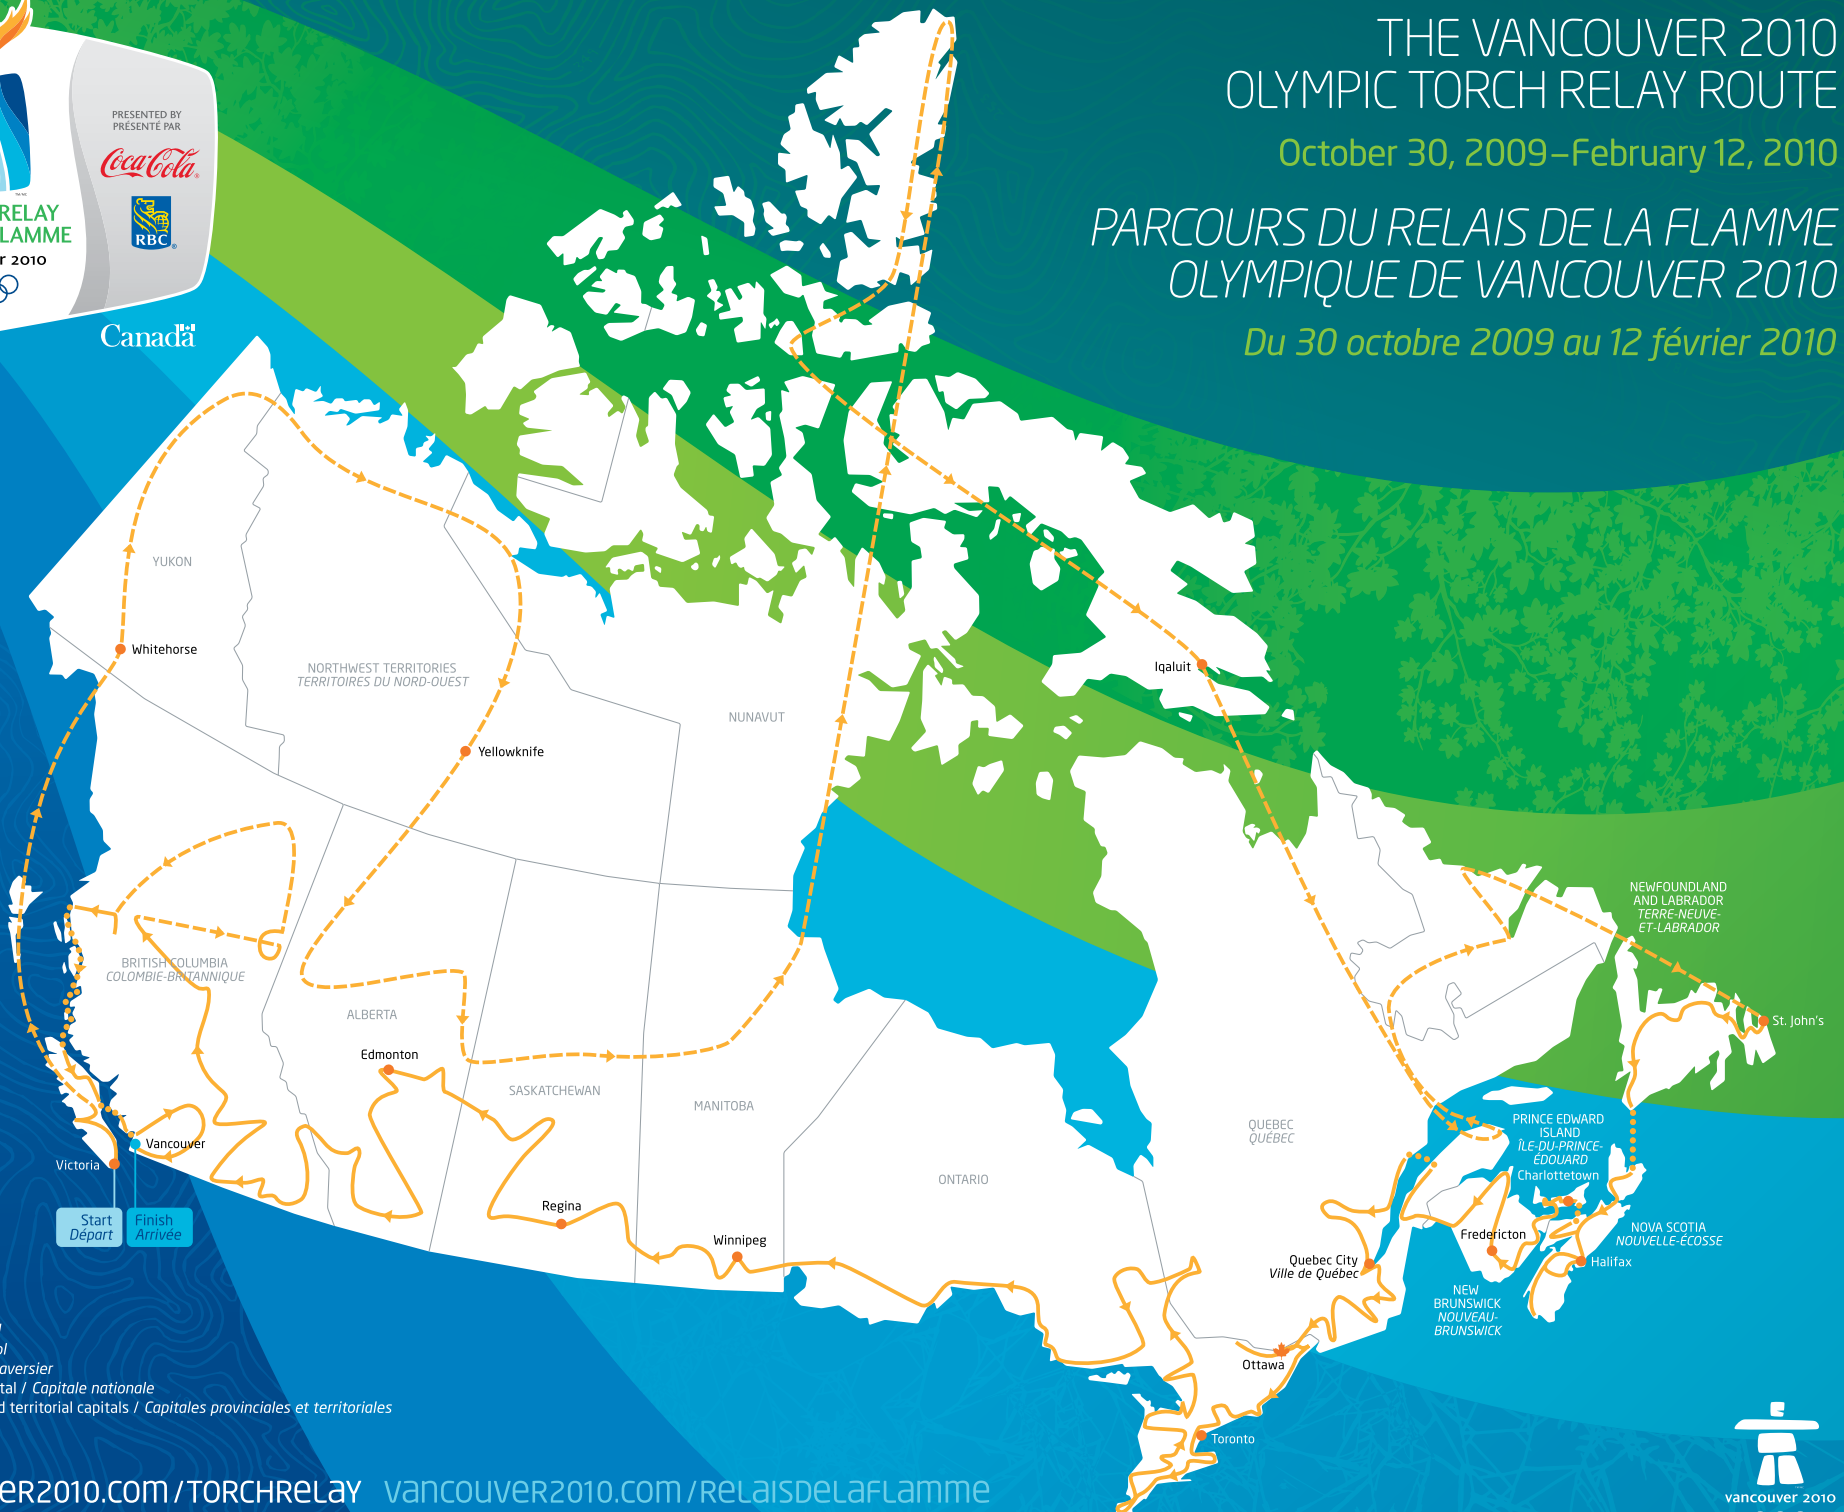 THE VANCOUVER 2010
OLYMPIC TORCH RELAY ROUTE
October 30, 2009–February 12, 2010
PARCOURS DU RELAIS DE LA FLAMME
OLYMPIQUE DE VANCOUVER 2010
Du 30 octobre 2009 au 12 février 2010
PRESENTED BY
PRÉSENTÉ PAR
Coca-Cola
RBC
RELAY
LAMME
r 2010
Canada
YUKON
Whitehorse
NORTHWEST TERRITORIES
TERRITOIRES DU NORD-OUEST
Yellowknife
NUNAVUT
Iqaluit
BRITISH COLUMBIA
COLOMBIE-BRITANNIQUE
ALBERTA
Edmonton
SASKATCHEWAN
MANITOBA
NEWFOUNDLAND
AND LABRADOR
TERRE-NEUVE-
ET-LABRADOR
St. John's
QUEBEC
QUÉBEC
PRINCE EDWARD
ISLAND
ÎLE-DU-PRINCE-
ÉDOUARD
Charlottetown
Vancouver
Victoria
ONTARIO
Regina
Winnipeg
Start
Départ
Finish
Arrivée
Fredericton
NOVA SCOTIA
NOUVELLE-ÉCOSSE
Quebec City
Ville de Québec
Halifax
NEW
BRUNSWICK
NOUVEAU-
BRUNSWICK
Ottawa
Toronto
ol
aversier
tal / Capitale nationale
d territorial capitals / Capitales provinciales et territoriales
er2010.com/torchrelay vancouver2010.com/relaisdelaflamme
vancouver 2010